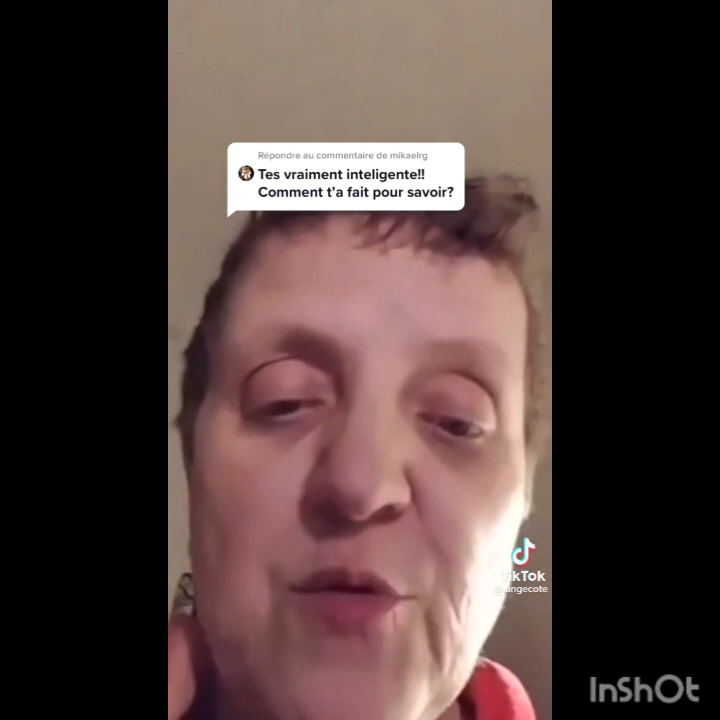 Répondre au commentaire de mikaelrg
Tes vraiment inteligente!!
Comment t'a fait pour savoir?
TikTok
InShOt